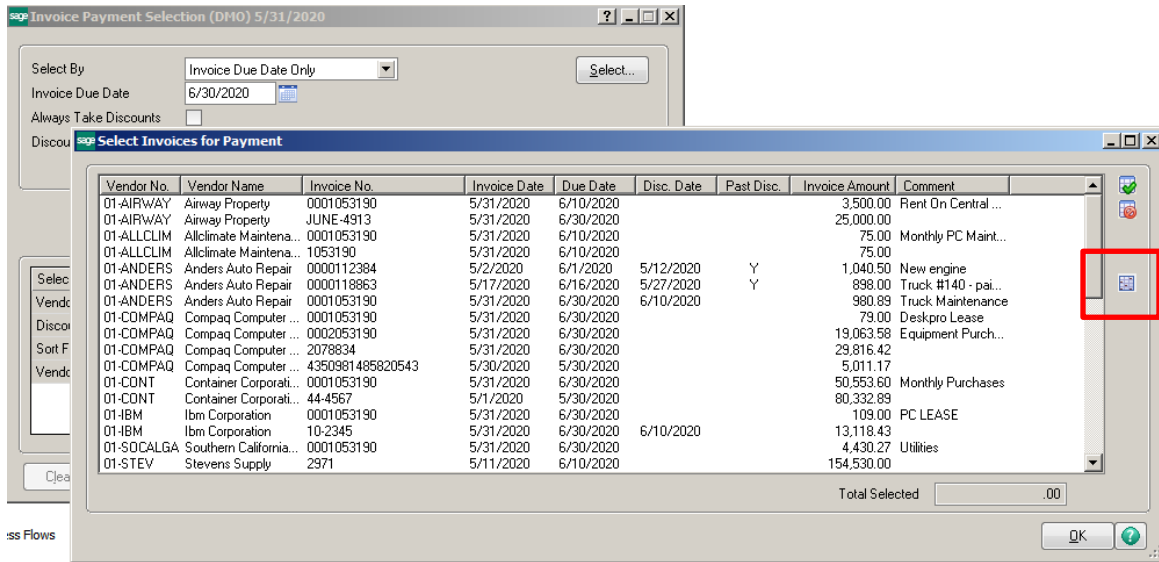 sage Invoice Payment Selection (DMO) 5/31/2020
Select By Invoice Due Date Only Select...
Invoice Due Date 6/30/2020
Always Take Discounts
Discou
sage Select Invoices for Payment
Vendor No. Vendor Name Invoice No. Invoice Date Due Date Disc. Date Past Disc. Invoice Amount Comment
01-AIRWAY Airway Property 0001053190 5/31/2020 6/10/2020 3,500.00 Rent On Central ...
01-AIRWAY Airway Property JUNE-4913 5/31/2020 6/30/2020 25,000.00
01-ALLCLIM Allclimate Maintena... 0001053190 5/31/2020 6/10/2020 75.00 Monthly PC Maint...
01-ALLCLIM Allclimate Maintena... 1053190 5/31/2020 6/10/2020 75.00
01-ANDERS Anders Auto Repair 0000112384 5/2/2020 6/1/2020 5/12/2020 Y 1,040.50 New engine
01-ANDERS Anders Auto Repair 0000118863 5/17/2020 6/16/2020 5/27/2020 Y 898.00 Truck #140 - pai...
01-ANDERS Anders Auto Repair 0001053190 5/31/2020 6/30/2020 6/10/2020 980.89 Truck Maintenance
01-COMPAQ Compaq Computer ... 0001053190 5/31/2020 6/30/2020 79.00 Deskpro Lease
01-COMPAQ Compaq Computer ... 0002053190 5/31/2020 6/30/2020 19,063.58 Equipment Purch...
01-COMPAQ Compaq Computer ... 2078834 5/31/2020 6/30/2020 29,816.42
01-COMPAQ Compaq Computer ... 4350981485820543 5/30/2020 5/30/2020 5,011.17
01-CONT Container Corporati... 0001053190 5/31/2020 6/30/2020 50,553.60 Monthly Purchases
01-CONT Container Corporati... 44-4567 5/1/2020 5/30/2020 80,332.89
01-IBM Ibm Corporation 0001053190 5/31/2020 6/30/2020 109.00 PC LEASE
01-IBM Ibm Corporation 10-2345 5/31/2020 6/30/2020 6/10/2020 13,118.43
01-SOCALGA Southern California... 0001053190 5/31/2020 6/30/2020 4,430.27 Utilities
01-STEV Stevens Supply 2971 5/11/2020 6/10/2020 154,530.00
Selec
Vendo
Discou
Sort F
Vendo
Clea
Total Selected .00
OK
ess Flows